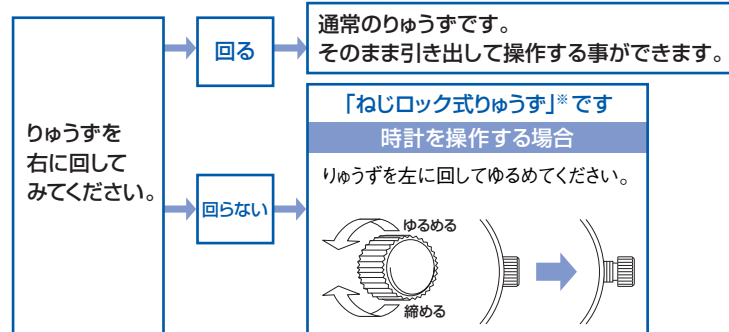 りゅうずを
右に回して
みてください。
回る
通常のりゅうずです。
そのまま引き出して操作する事ができます。
回らない
「ねじロック式りゅうず」※です
時計を操作する場合
りゅうずを左に回してゆるめてください。
ゆるめる
締める